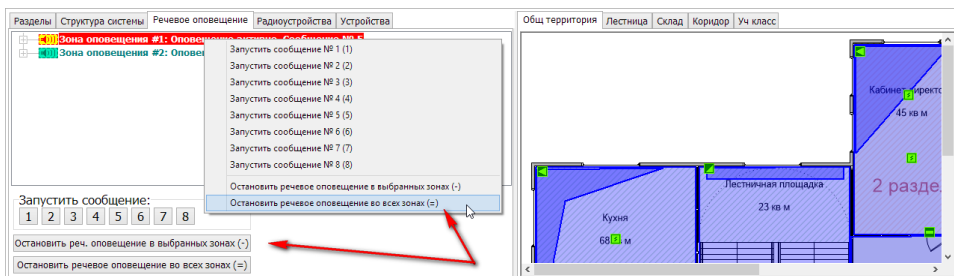 Разделы Структура системы Речевое оповещение Радиоустройства Устройства
Зона оповещения #1: Оповещение активно. Сообщение № 5
Зона оповещения #2: Опове
Запустить сообщение № 1 (1)
Запустить сообщение № 2 (2)
Запустить сообщение № 3 (3)
Запустить сообщение № 4 (4)
Запустить сообщение № 5 (5)
Запустить сообщение № 6 (6)
Запустить сообщение № 7 (7)
Запустить сообщение № 8 (8)
Остановить речевое оповещение в выбранных зонах (-)
Остановить речевое оповещение во всех зонах (=)
Запустить сообщение:
1 2 3 4 5 6 7 8
Остановить реч. оповещение в выбранных зонах (-)
Остановить речевое оповещение во всех зонах (=)
Общ территория Лестница Склад Коридор Уч класс
Кабинет директо
45 кв м
2 разде
Лестничная площадка
23 кв м
Кухня
68 кв м